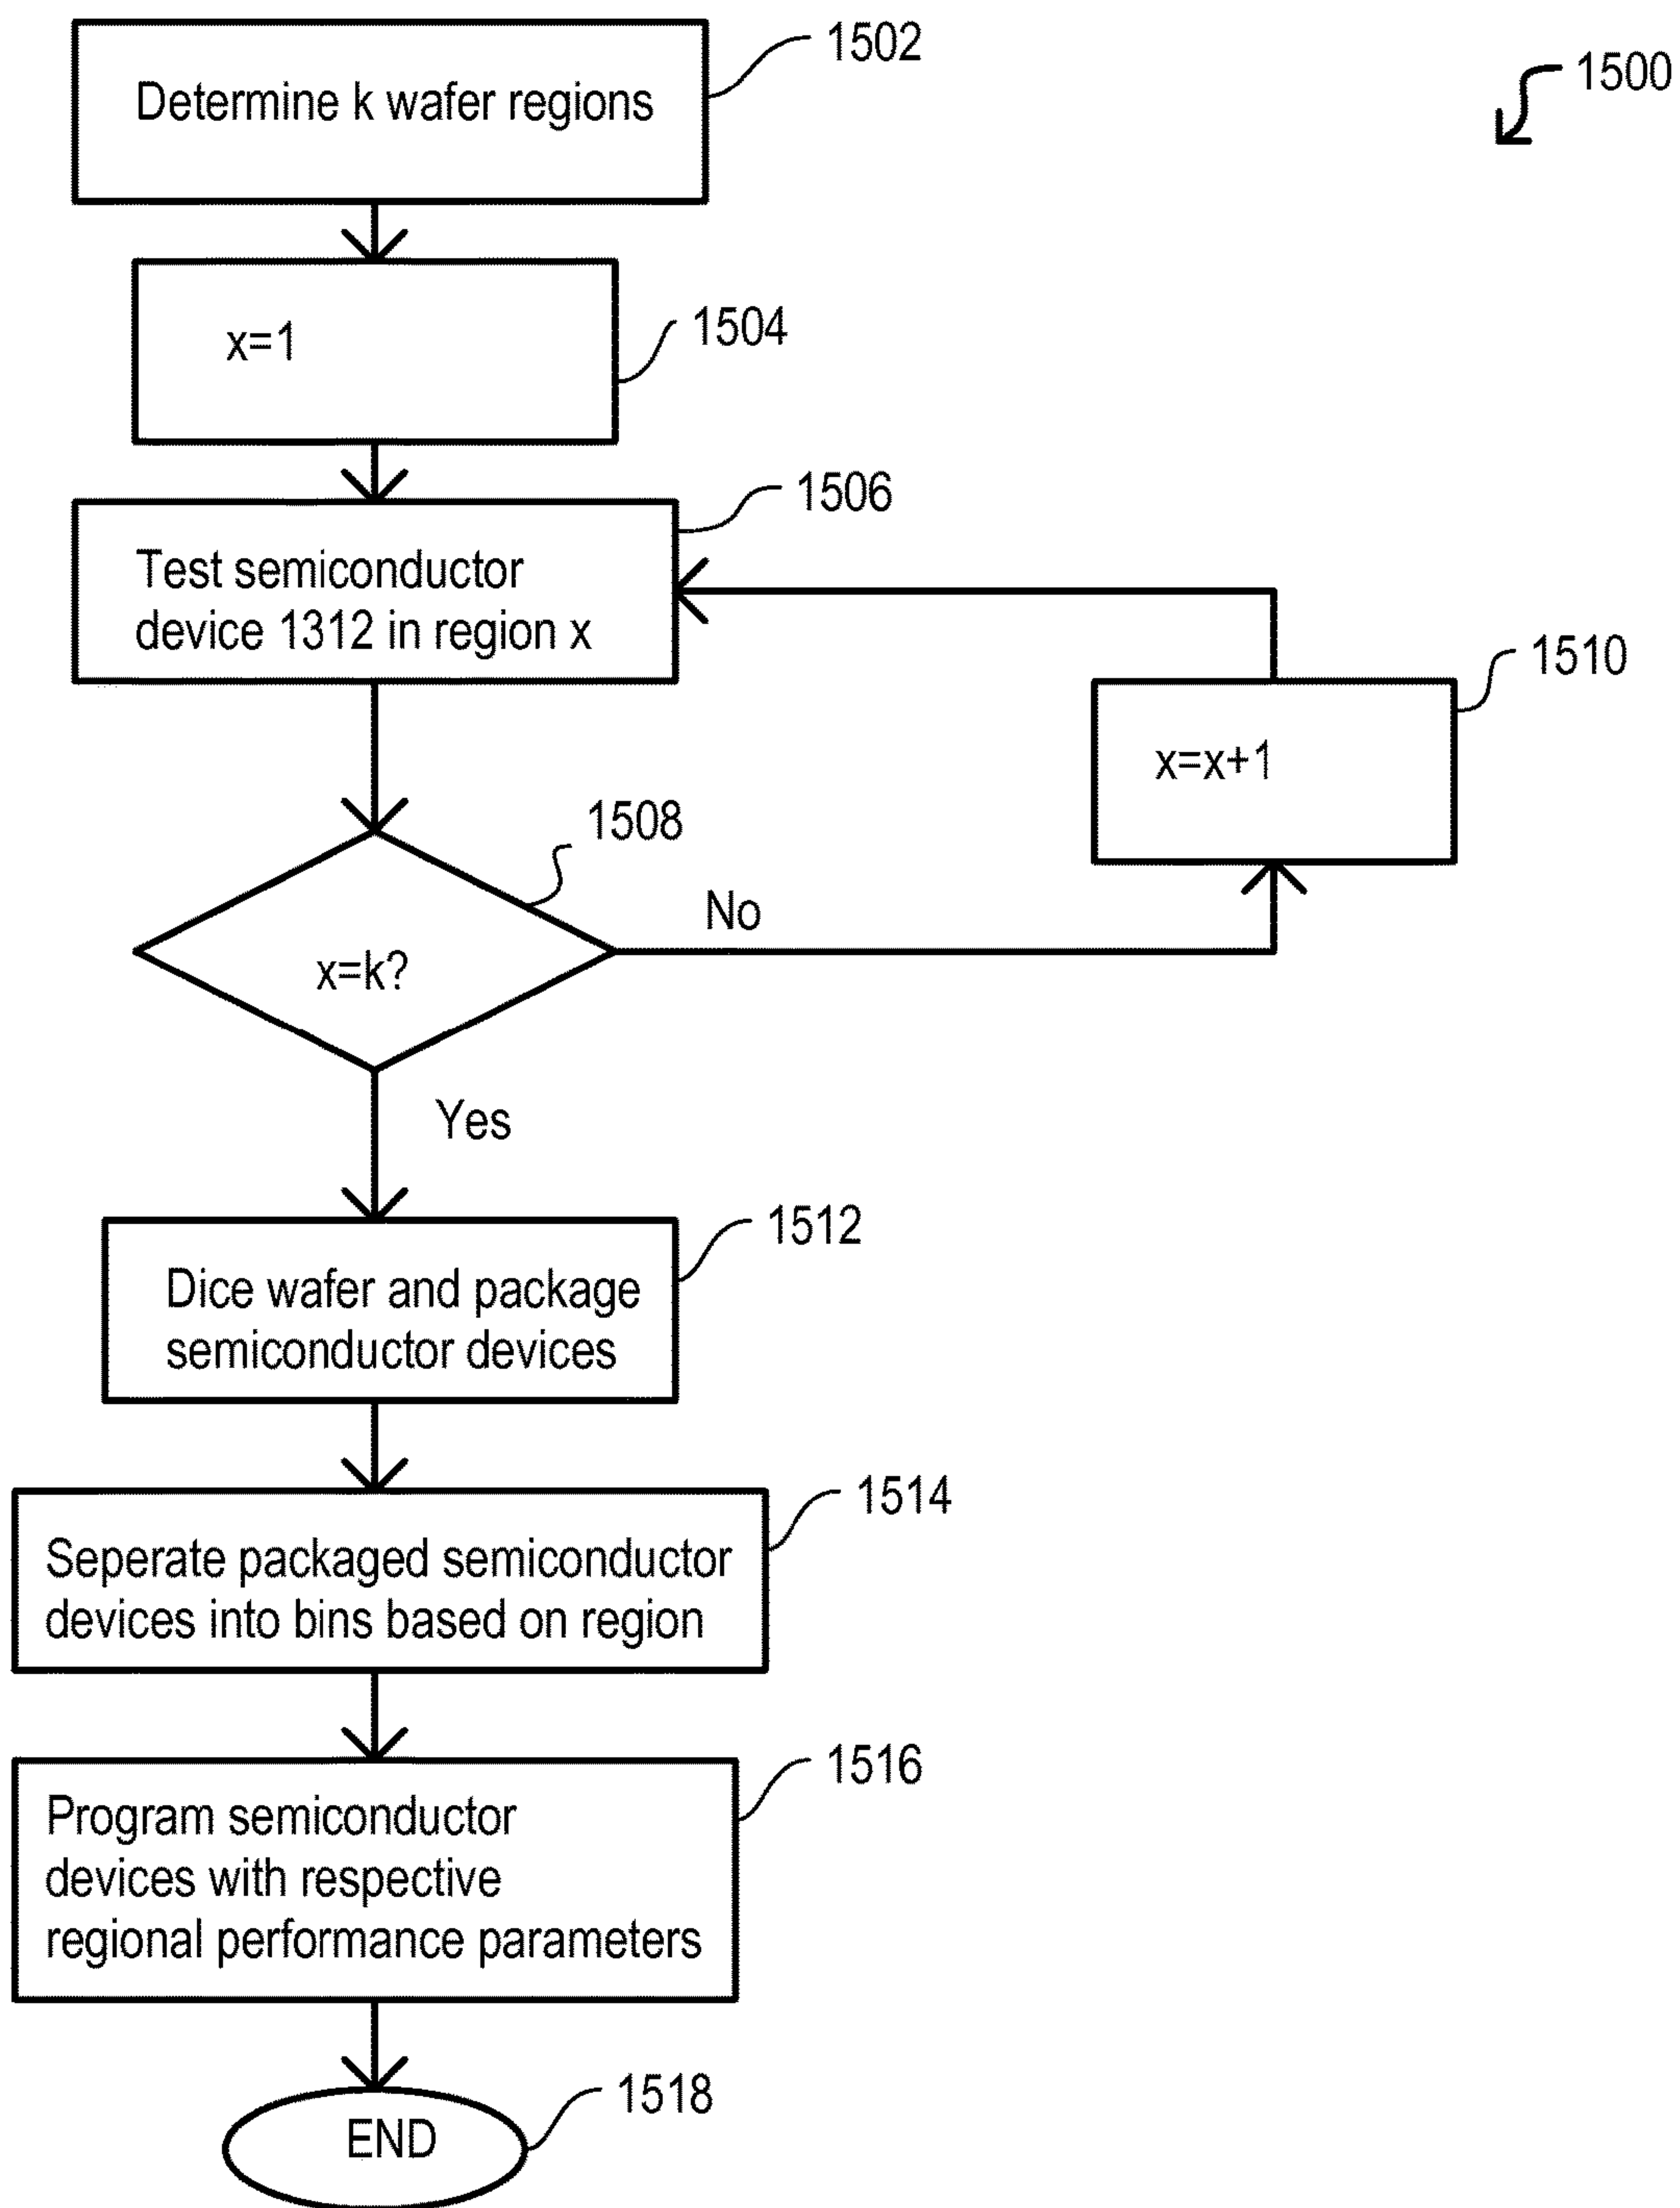 1502
1500
Determine k wafer regions
1504
x=1
1506
Test semiconductor
device 1312 in region x
1510
x=x+1
1508
No
x=k?
Yes
1512
Dice wafer and package
semiconductor devices
1514
Seperate packaged semiconductor
devices into bins based on region
1516
Program semiconductor
devices with respective
regional performance parameters
1518
END